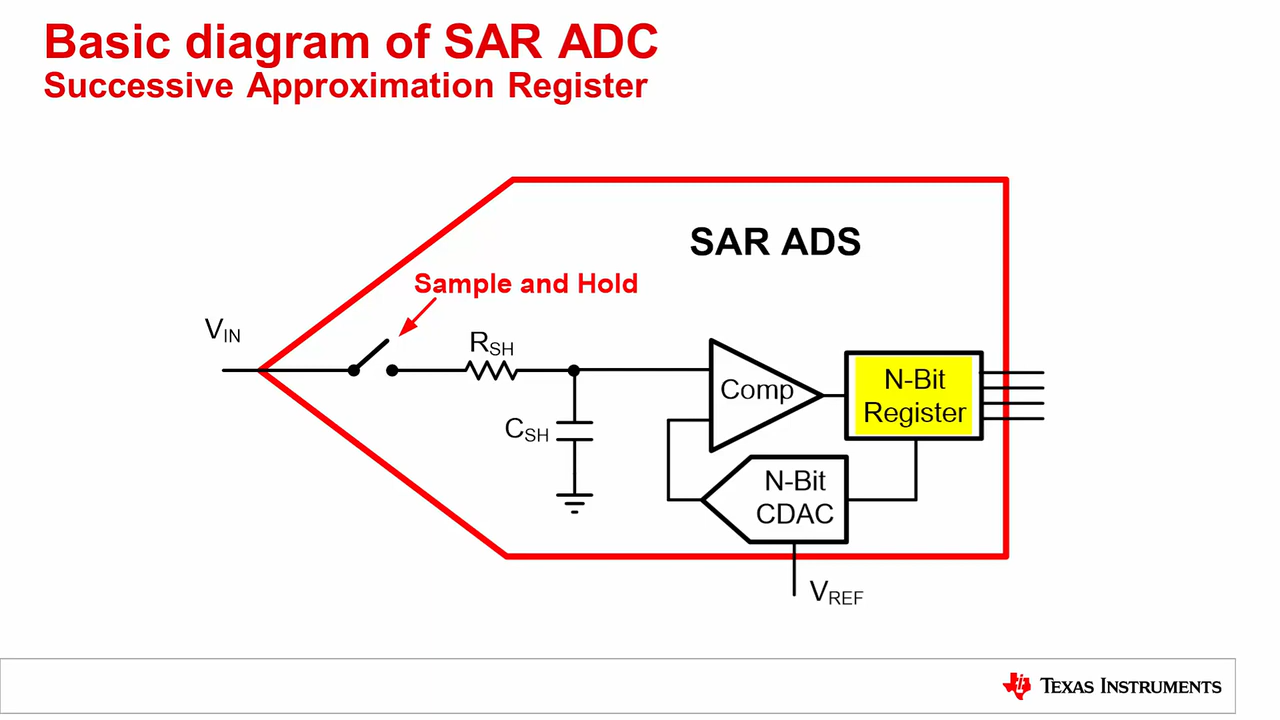 Basic diagram of SAR ADC
Successive Approximation Register
SAR ADS
Sample and Hold
VIN
RSH
CSH
Comp
N-Bit
Register
N-Bit
CDAC
VREF
TEXAS INSTRUMENTS